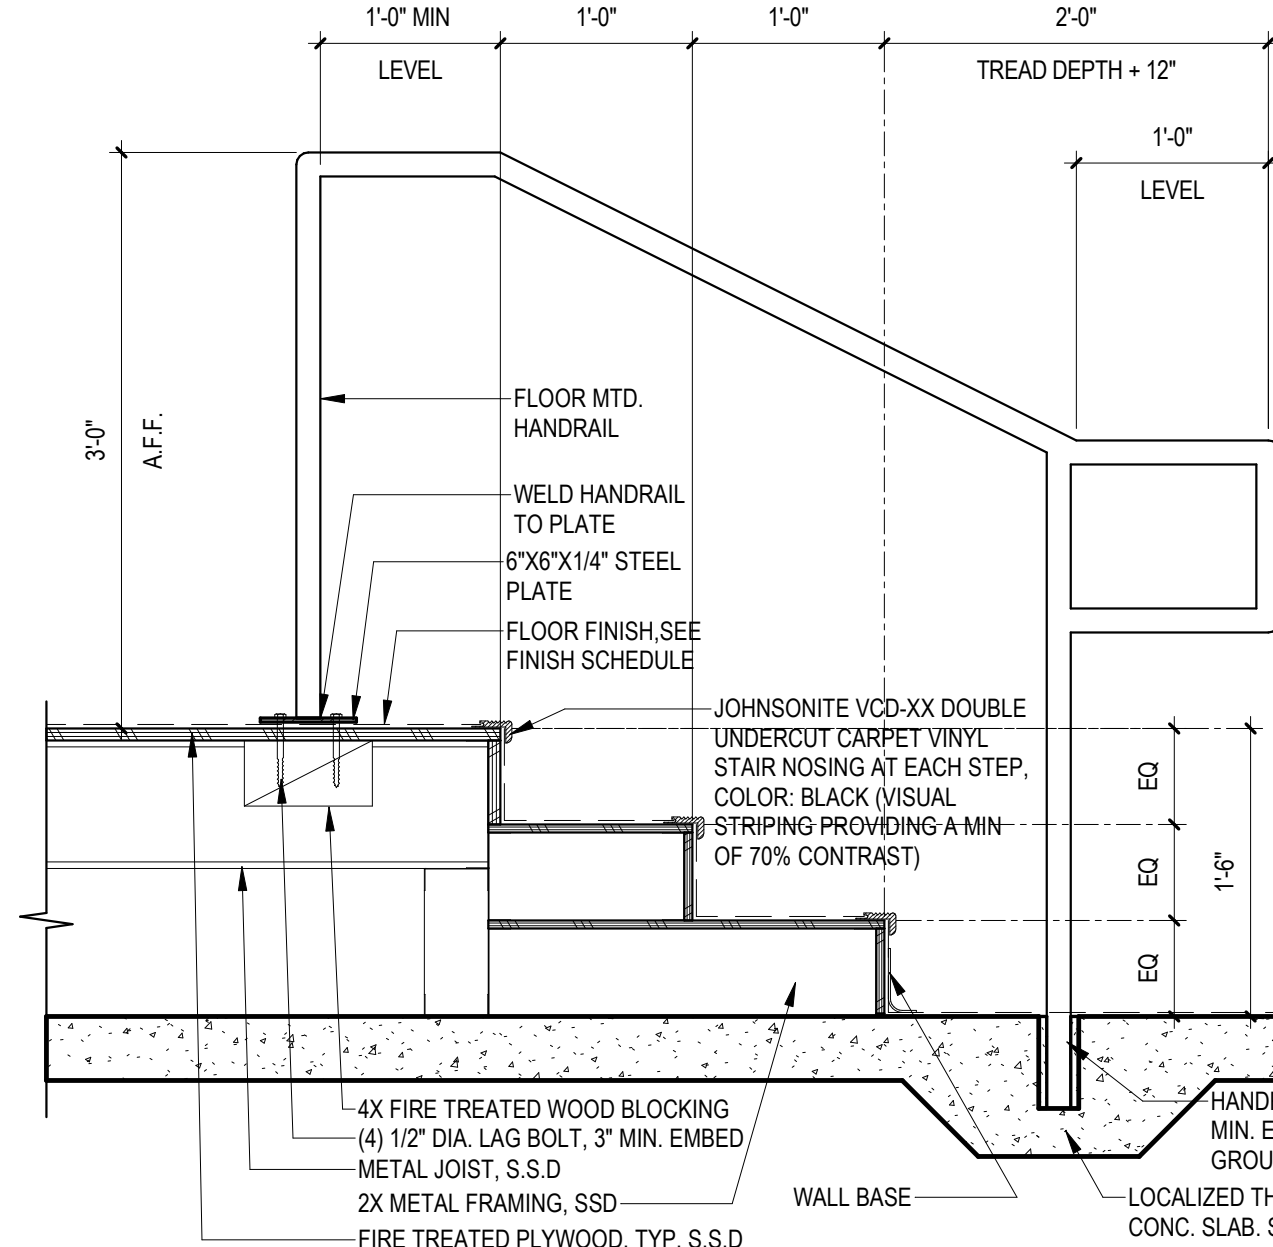 1'-0" MIN
1'-0"
1'-0"
2'-0"
LEVEL
TREAD DEPTH + 12"
1'-0"
LEVEL
3'-0"
A.F.F.
FLOOR MTD.
HANDRAIL
WELD HANDRAIL
TO PLATE
6"X6"X1/4" STEEL
PLATE
FLOOR FINISH,SEE
FINISH SCHEDULE
JOHNSONITE VCD-XX DOUBLE
UNDERCUT CARPET VINYL
STAIR NOSING AT EACH STEP,
COLOR: BLACK (VISUAL
STRIPING PROVIDING A MIN
OF 70% CONTRAST)
EQ
EQ
EQ
1'-6"
4X FIRE TREATED WOOD BLOCKING
(4) 1/2" DIA. LAG BOLT, 3" MIN. EMBED
METAL JOIST, S.S.D
2X METAL FRAMING, SSD
FIRE TREATED PLYWOOD, TYP. S.S.D
WALL BASE
MIN.
CONC. SLAB.
LOCALIZED